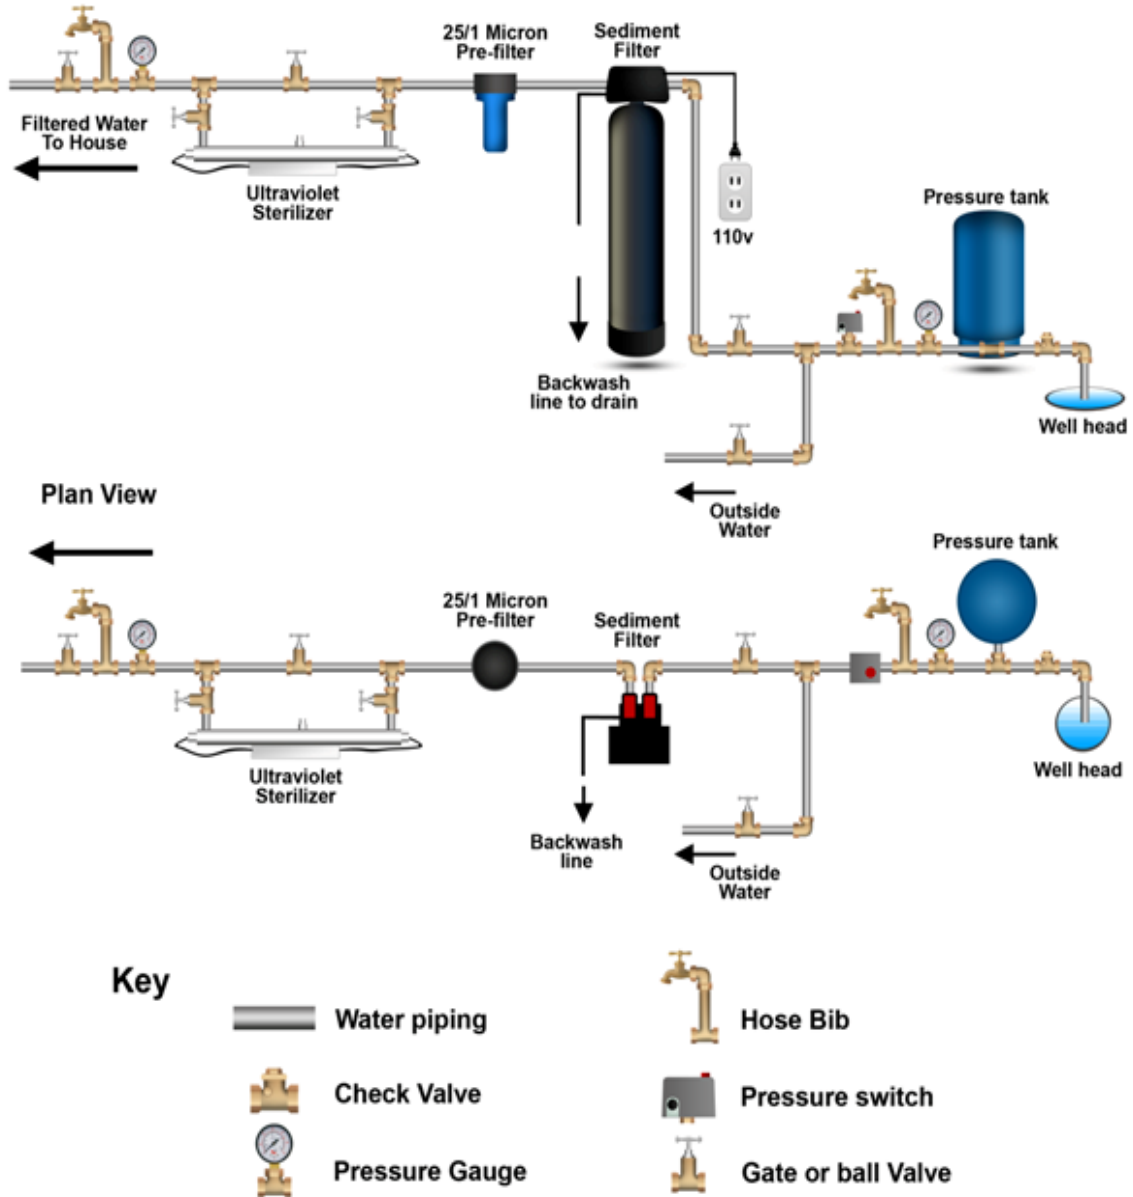 25/1 Micron
Pre-filter
Sediment
Filter
Filtered Water
To House
Ultraviolet
Sterilizer
110v
Pressure tank
Backwash
line to drain
Well head
Outside
Water
Plan View
Pressure tank
25/1 Micron
Pre-filter
Sediment
Filter
Ultraviolet
Sterilizer
Well head
Backwash
line
Outside
Water
Key
Water piping
Hose Bib
Check Valve
Pressure switch
Pressure Gauge
Gate or ball Valve